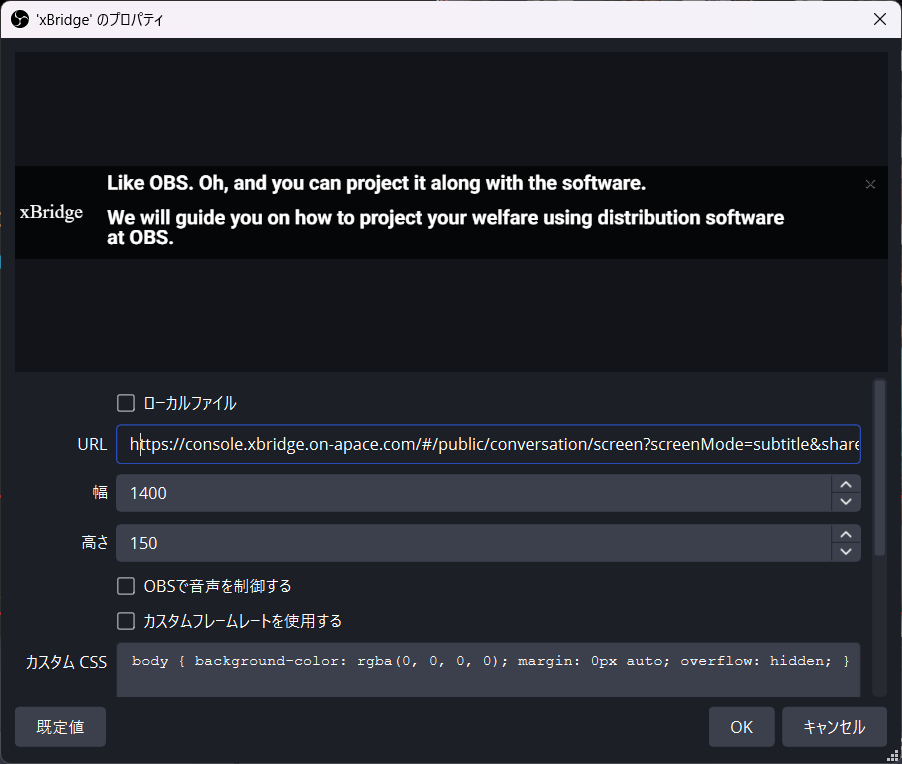 'xBridge' のプロパティ
Like OBS. Oh, and you can project it along with the software.
xBridge
We will guide you on how to project your welfare using distribution software
at OBS.
ローカルファイル
URL https://console.xbridge.on-apace.com/#/public/conversation/screen?screenMode=subtitle&share
幅 1400
高さ 150
OBSで音声を制御する
カスタムフレームレートを使用する
カスタム CSS body { background-color: rgba(0, 0, 0, 0); margin: 0px auto; overflow: hidden; }
既定値 OK キャンセル